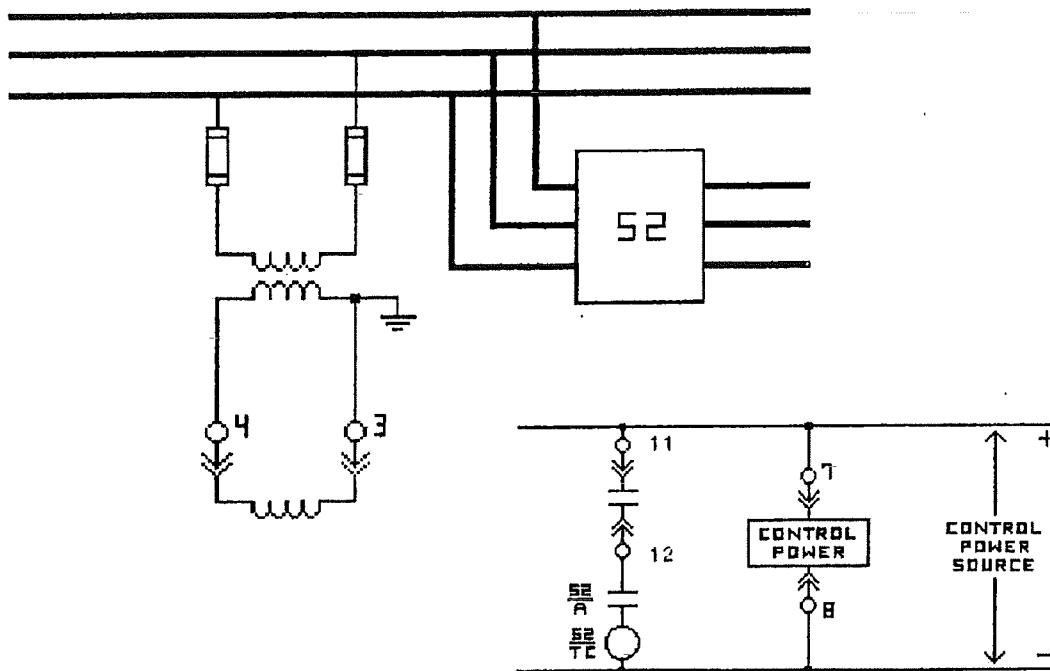 52
4
3
11
12
7
8
CONTROL
POWER
CONTROL
POWER
SOURCE
+
−
52
A
52
TC